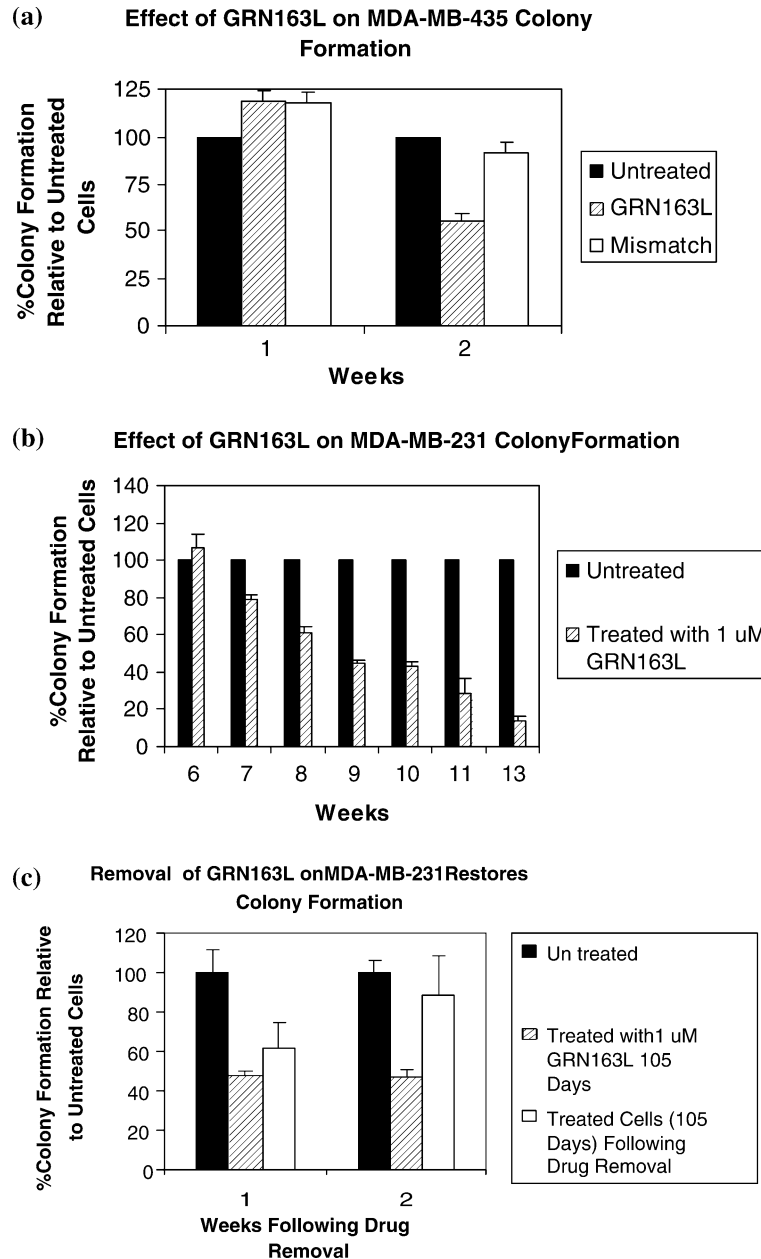 (a)
Effect of GRN163L on MDA-MB-435 Colony
Formation
%Colony Formation
Relative to Untreated
Cells
125
100
75
50
25
0
1
2
Weeks
Untreated
GRN163L
Mismatch
(b)
Effect of GRN163L on MDA-MB-231 ColonyFormation
%Colony Formation
Relative to Untreated Cells
140
120
100
80
60
40
20
0
6
7
8
9
10
11
13
Weeks
Untreated
Treated with 1 uM
GRN163L
(c)
Removal of GRN163L onMDA-MB-231Restores
Colony Formation
%Colony Formation Relative
to Untreated Cells
120
100
80
60
40
20
0
1
2
Weeks Following Drug
Removal
Un treated
Treated with1 uM
GRN163L 105
Days
Treated Cells (105
Days) Following
Drug Removal